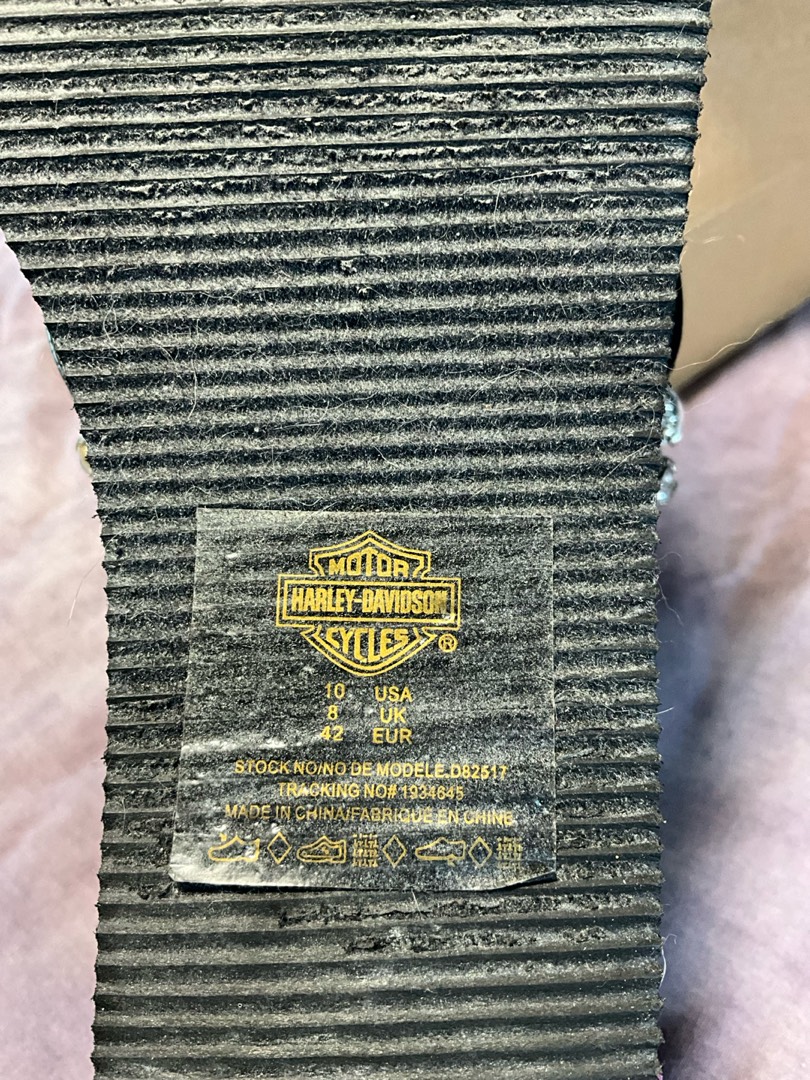 MOTOR
HARLEY-DAVIDSON
CYCLES ®
10 USA
8 UK
42 EUR
STOCK NO/NO DE MODELE.D82517
TRACKING NO# 1934645
MADE IN CHINA/FABRIQUE EN CHINE